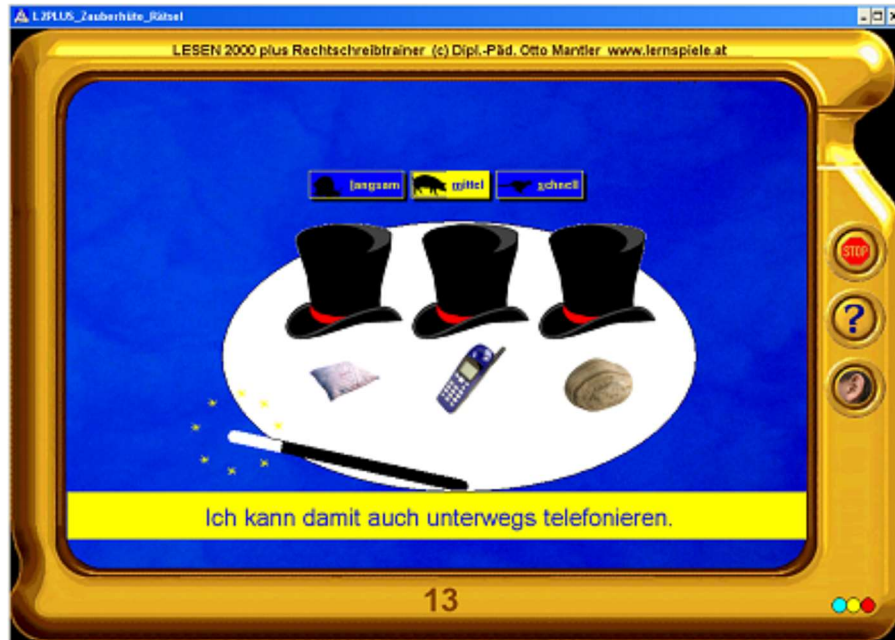 L2PLUS_Zauberhüte_Rätsel
LESEN 2000 plus Rechtschreibtrainer (c) Dipl.-Päd. Otto Mantler www.lernspiele.at
langsam mittel schnell
STOP
?
Ich kann damit auch unterwegs telefonieren.
13